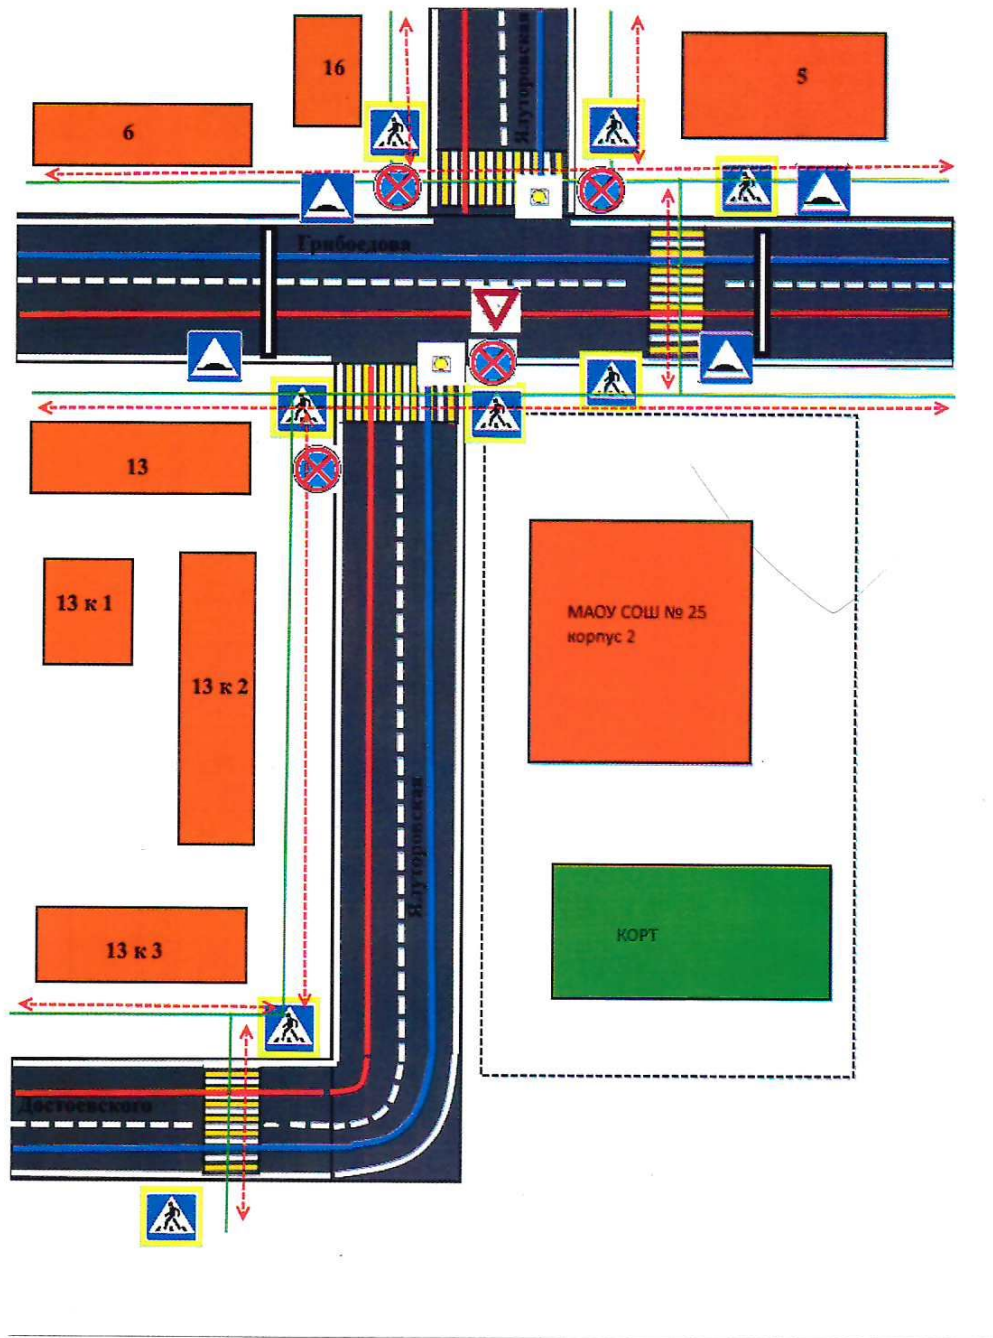 16
Ялуторовская
5
6
Грибоедова
13
13 к 1
МАОУ СОШ № 25
корпус 2
13 к 2
Ялуторовская
КОРТ
13 к 3
Достоевского